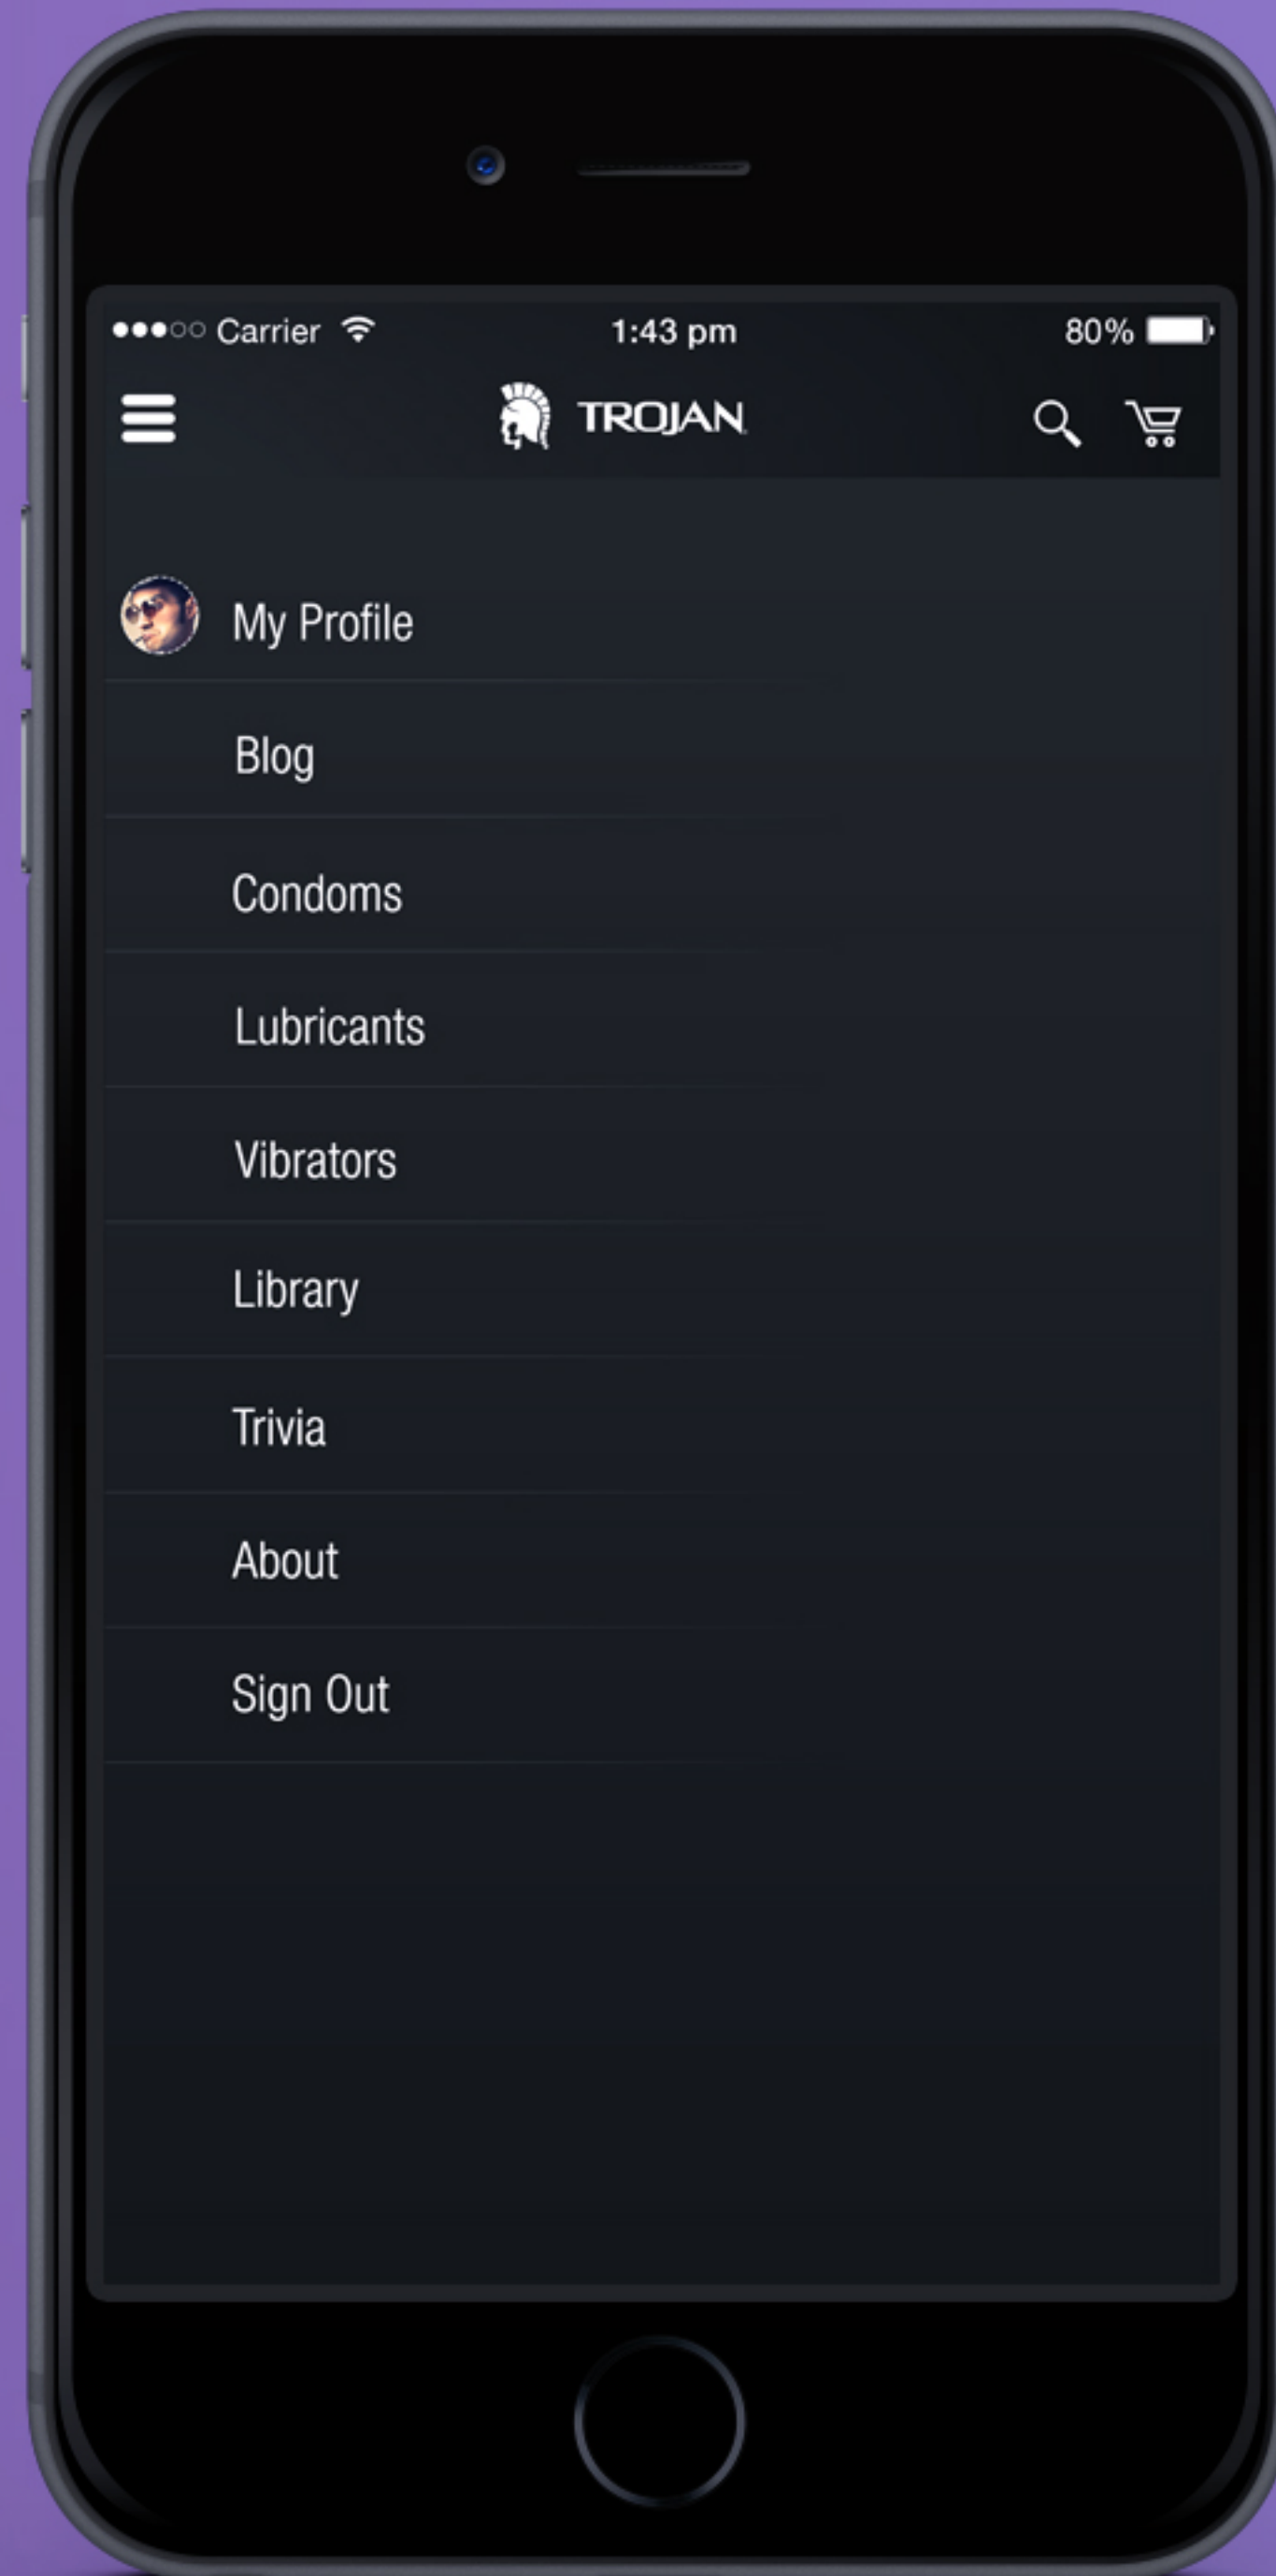 Carrier 1:43 pm 80%
TROJAN
My Profile
Blog
Condoms
Lubricants
Vibrators
Library
Trivia
About
Sign Out